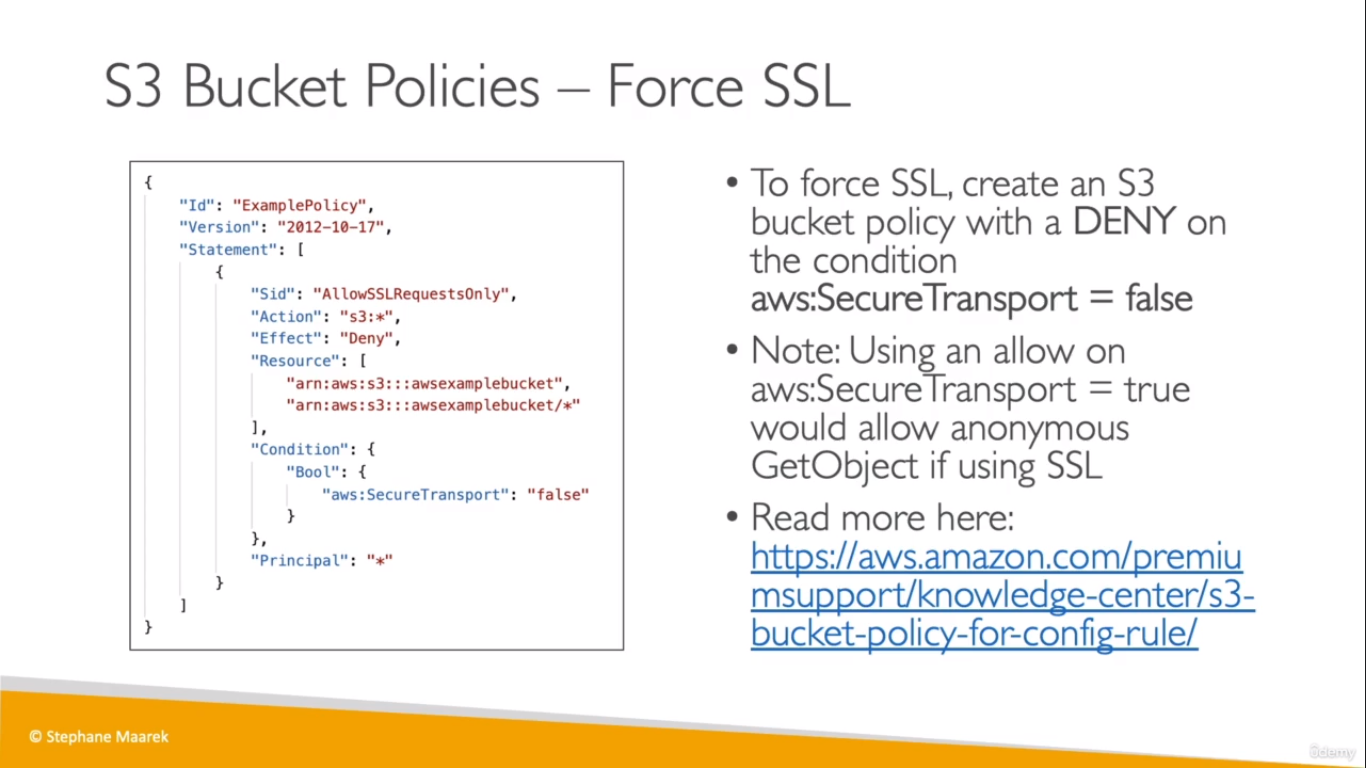 S3 Bucket Policies – Force SSL
{
"Id": "ExamplePolicy",
"Version": "2012-10-17",
"Statement": [
{
"Sid": "AllowSSLRequestsOnly",
"Action": "s3:*",
"Effect": "Deny",
"Resource": [
"arn:aws:s3:::awsexamplebucket",
"arn:aws:s3:::awsexamplebucket/*"
],
"Condition": {
"Bool": {
"aws:SecureTransport": "false"
}
},
"Principal": "*"
}
]
}
• To force SSL, create an S3
bucket policy with a DENY on
the condition
aws:SecureTransport = false
• Note: Using an allow on
aws:SecureTransport = true
would allow anonymous
GetObject if using SSL
• Read more here:
https://aws.amazon.com/premiu
msupport/knowledge-center/s3-
bucket-policy-for-config-rule/
© Stephane Maarek
Udemy